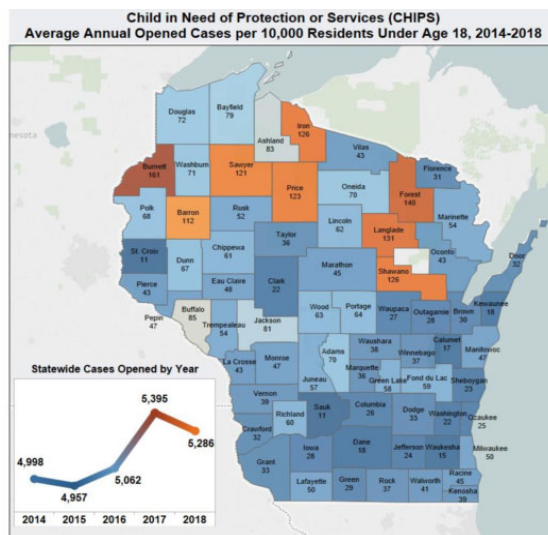 Child in Need of Protection or Services (CHIPS)
Average Annual Opened Cases per 10,000 Residents Under Age 18, 2014-2018
nesota
Douglas
72
Bayfield
79
Ashland
83
Iron
126
Vilas
43
Florence
31
Burnett
161
Washburn
71
Sawyer
121
Price
123
Oneida
70
Forest
140
Marinette
54
Polk
68
Barron
112
Rusk
52
Lincoln
62
Langlade
131
Taylor
36
Oconto
43
Door
32
St. Croix
11
Dunn
67
Chippewa
61
Marathon
45
Shawano
126
Pierce
43
Eau Claire
48
Clark
22
Kewaunee
18
Pepin
47
Buffalo
85
Trempealeau
54
Jackson
81
Wood
63
Portage
64
Waupaca
27
Outagamie
28
Brown
30
La Crosse
43
Monroe
47
Juneau
57
Adams
70
Waushara
38
Winnebago
37
Calumet
17
Manitowoc
47
Marquette
36
Green Lake
58
Fond du Lac
59
Sheboygan
23
Vernon
39
Richland
60
Sauk
11
Columbia
26
Dodge
33
Washington
22
Ozaukee
25
Crawford
32
Grant
33
Iowa
28
Dane
18
Jefferson
24
Waukesha
15
Milwaukee
50
Lafayette
50
Green
29
Rock
37
Walworth
41
Racine
45
Kenosha
39
Statewide Cases Opened by Year
4,998
4,957
5,062
5,395
5,286
2014 2015 2016 2017 2018